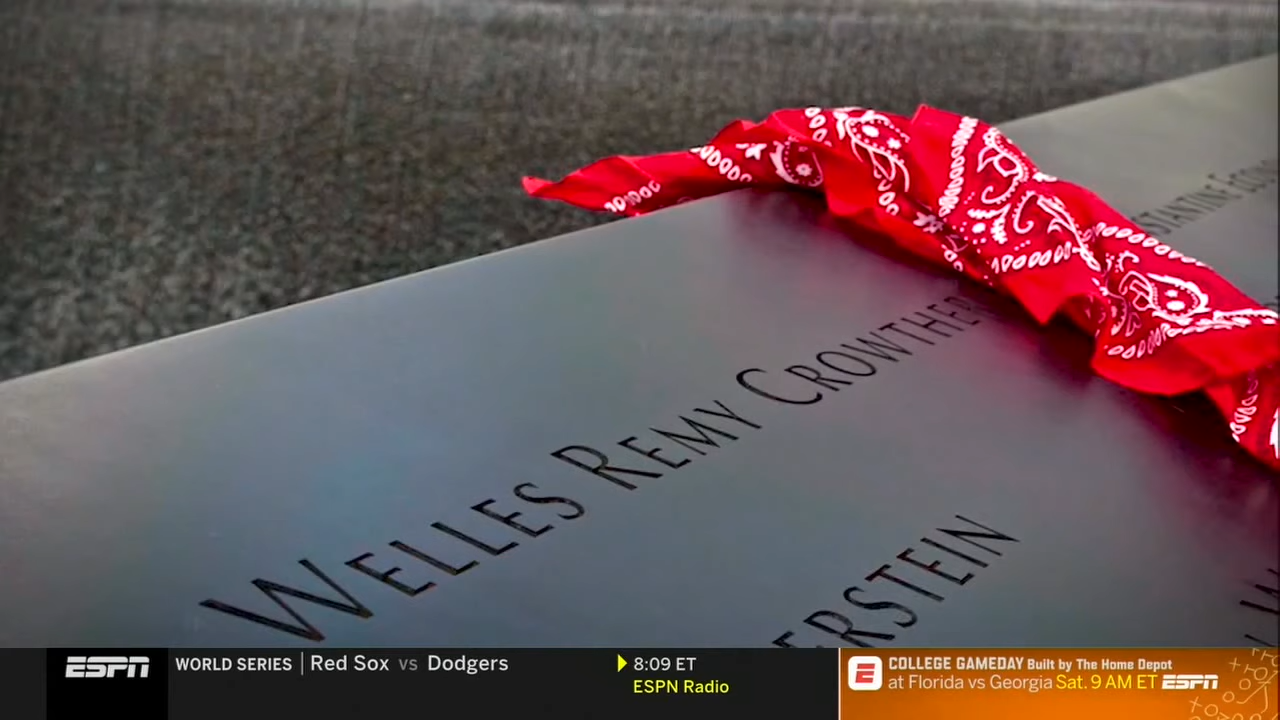 WELLES REMY CROWTHER
ESPN
WORLD SERIES | Red Sox vs Dodgers
8:09 ET
ESPN Radio
E
COLLEGE GAMEDAY Built by The Home Depot
at Florida vs Georgia Sat. 9 AM ET ESPN